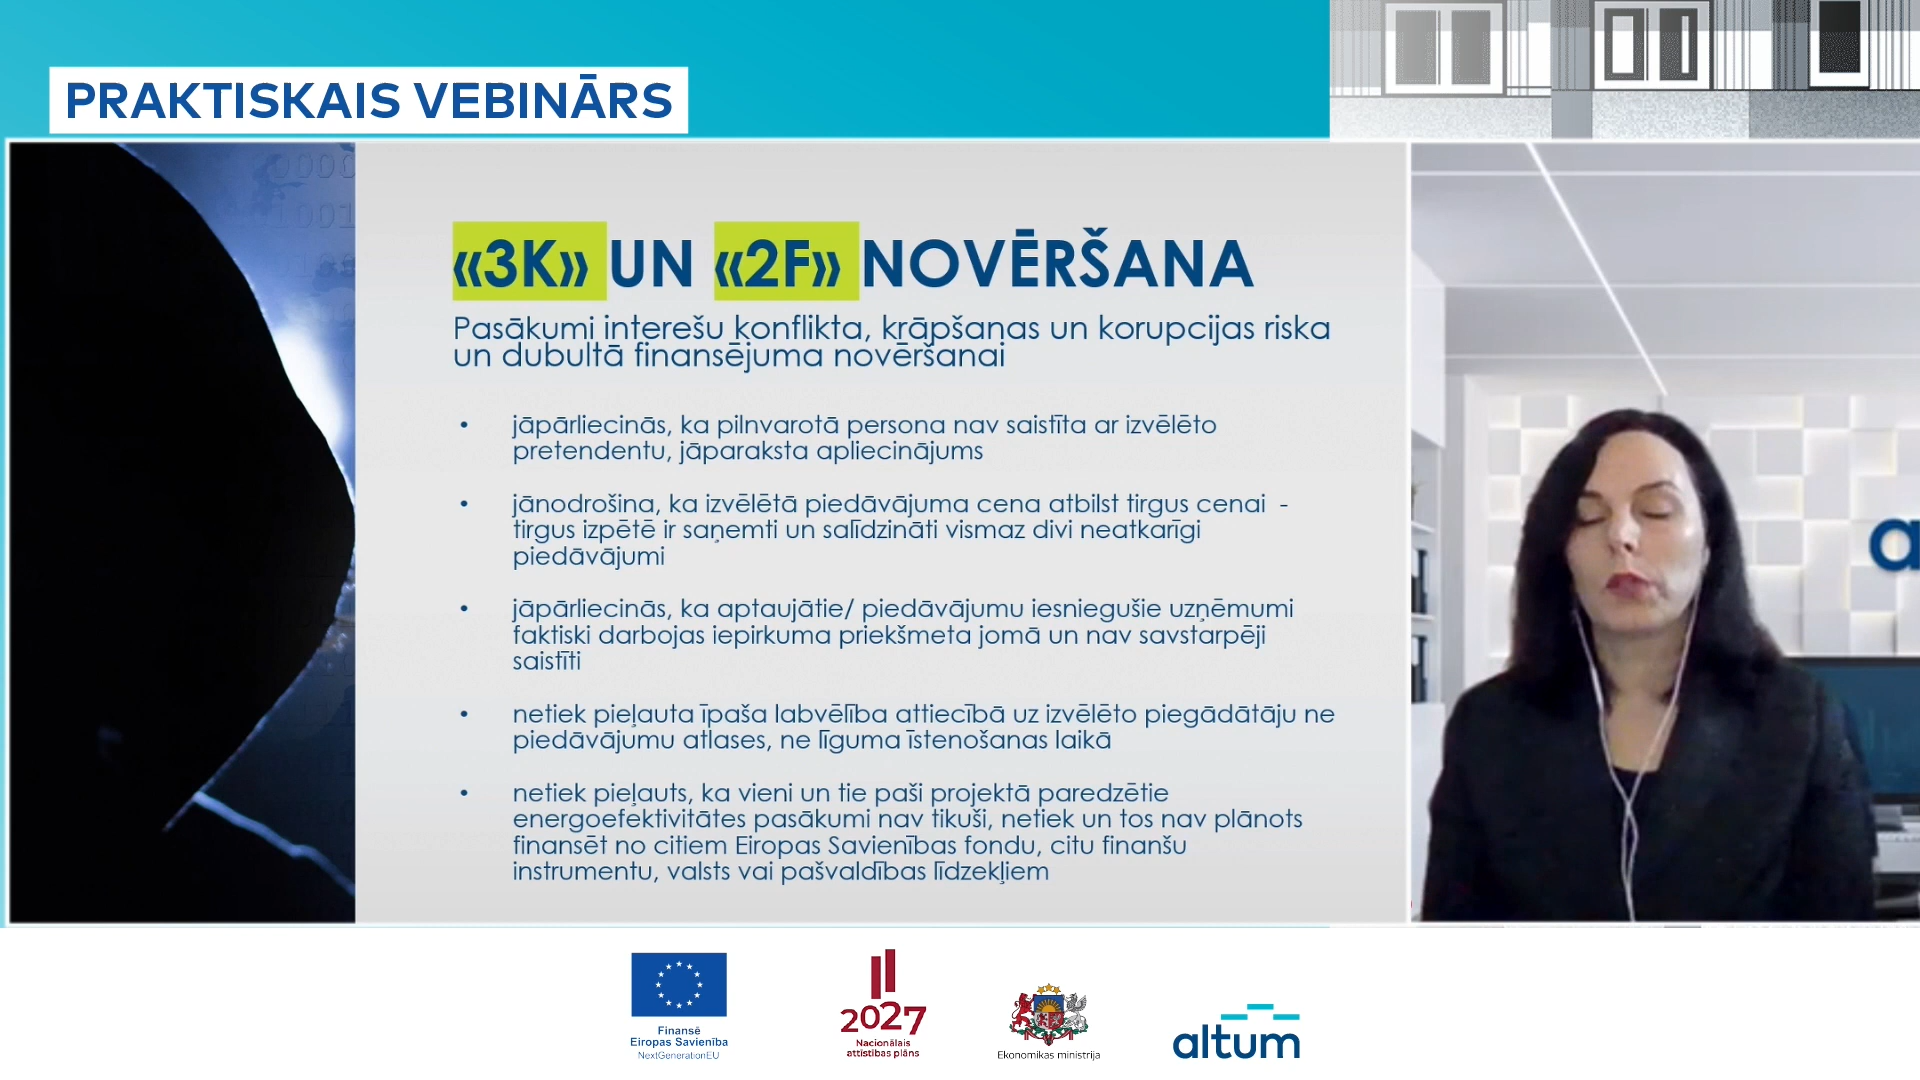 PRAKTISKAIS VEBINĀRS
«3K» UN «2F» NOVĒRŠANA
Pasākumi interešu konflikta, krāpšanas un korupcijas riska
un dubultā finansējuma novēršanai
• jāpārliecinās, ka pilnvarotā persona nav saistīta ar izvēlēto
pretendentu, jāparaksta apliecinājums
• jānodrošina, ka izvēlētā piedāvājuma cena atbilst tirgus cenai -
tirgus izpētē ir saņemti un salīdzināti vismaz divi neatkarīgi
piedāvājumi
• jāpārliecinās, ka aptaujātie/ piedāvājumu iesniegušie uzņēmumi
faktiski darbojas iepirkuma priekšmeta jomā un nav savstarpēji
saistīti
• netiek pieļauta īpaša labvēlība attiecībā uz izvēlēto piegādātāju ne
piedāvājumu atlases, ne līguma īstenošanas laikā
• netiek pieļauts, ka vieni un tie paši projektā paredzētie
energoefektivitātes pasākumi nav tikuši, netiek un tos nav plānots
finansēt no citiem Eiropas Savienības fondu, citu finanšu
instrumentu, valsts vai pašvaldības līdzekļiem
a
Finansē
Eiropas Savienība
NextGenerationEU
2027
Nacionālais
attīstības plāns
Ekonomikas ministrija
altum